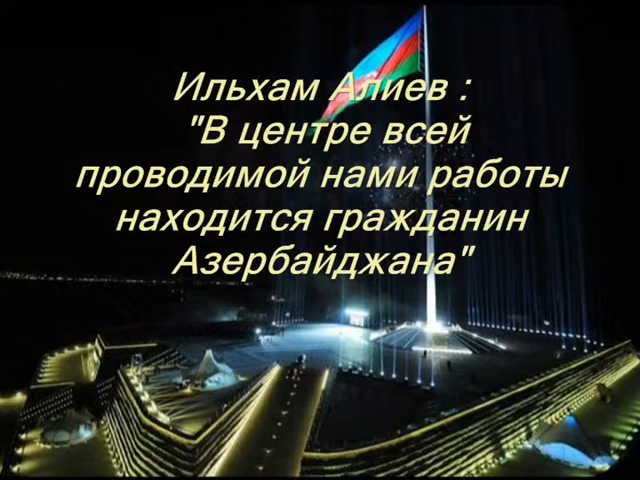 Ильхам Алиев :
"В центре всей
проводимой нами работы
находится гражданин
Азербайджана"